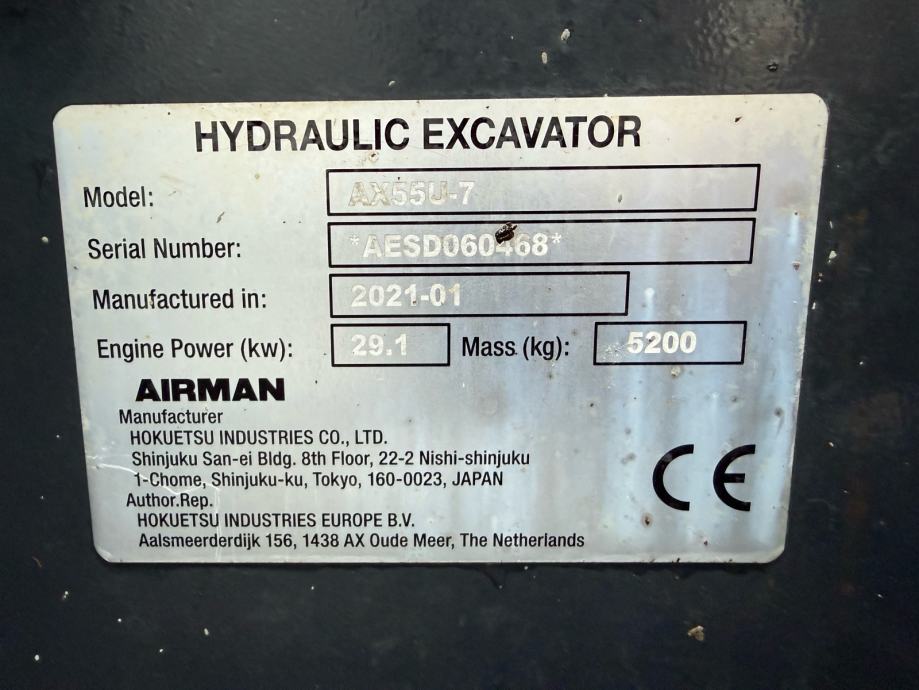 HYDRAULIC EXCAVATOR
Model: AX55U-7
Serial Number: *AESD060468*
Manufactured in: 2021-01
Engine Power (kw): 29.1 Mass (kg): 5200
AIRMAN
Manufacturer
HOKUETSU INDUSTRIES CO., LTD.
Shinjuku San-ei Bldg. 8th Floor, 22-2 Nishi-shinjuku
1-Chome, Shinjuku-ku, Tokyo, 160-0023, JAPAN
Author.Rep.
HOKUETSU INDUSTRIES EUROPE B.V.
Aalsmeerderdijk 156, 1438 AX Oude Meer, The Netherlands
CE